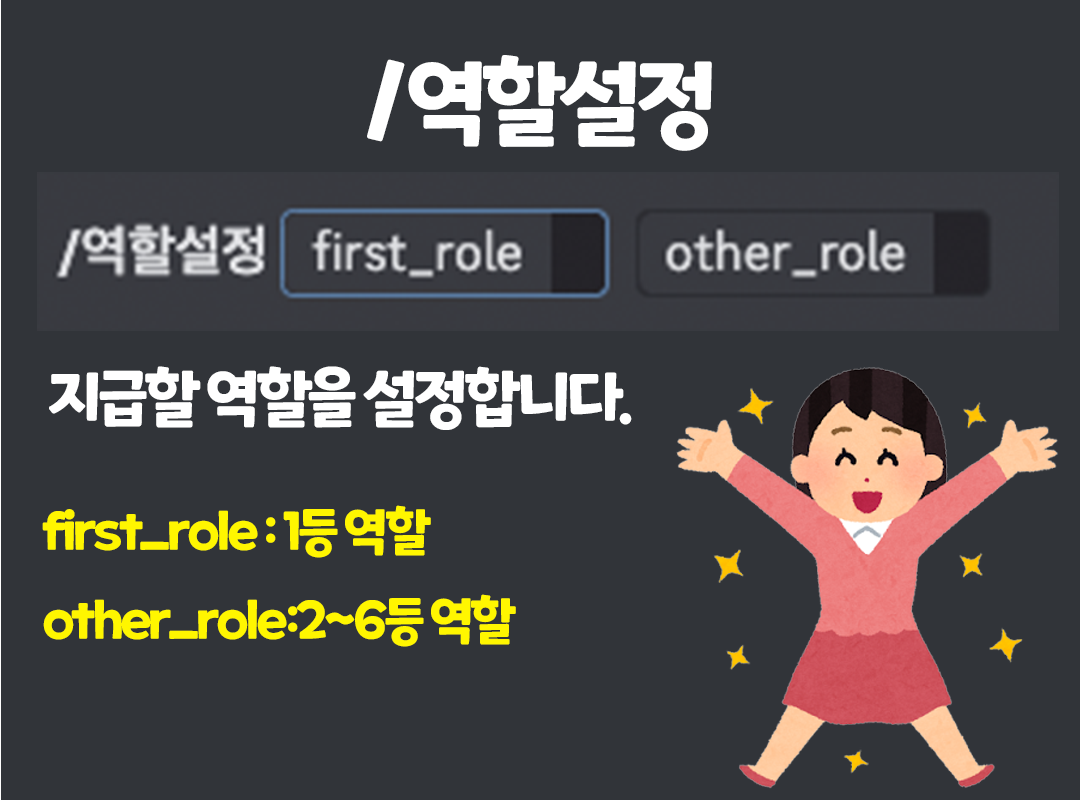 /역할설정
/역할설정 first_role other_role
지급할 역할을 설정합니다.
first_role : 1등 역할
other_role:2~6등 역할